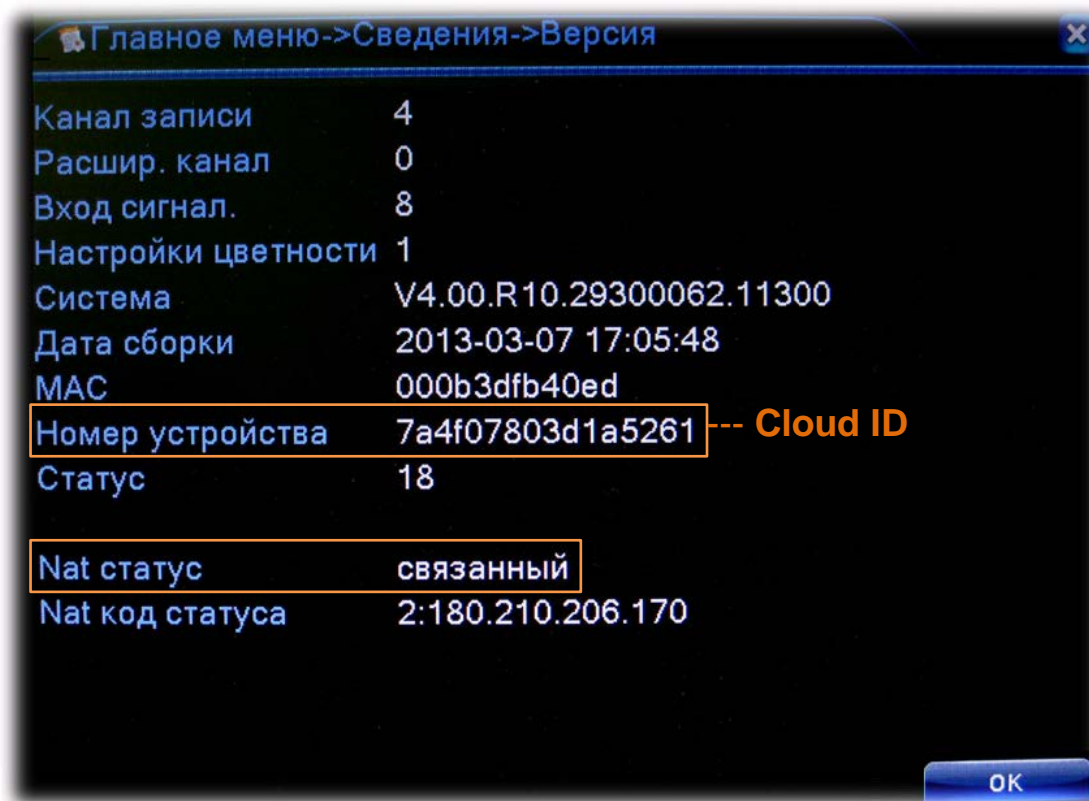 Главное меню->Сведения->Версия
Канал записи 4
Расшир. канал 0
Вход сигнал. 8
Настройки цветности 1
Система V4.00.R10.29300062.11300
Дата сборки 2013-03-07 17:05:48
MAC 000b3dfb40ed
Номер устройства 7a4f07803d1a5261 --- Cloud ID
Статус 18
Nat статус связанный
Nat код статуса 2:180.210.206.170
OK